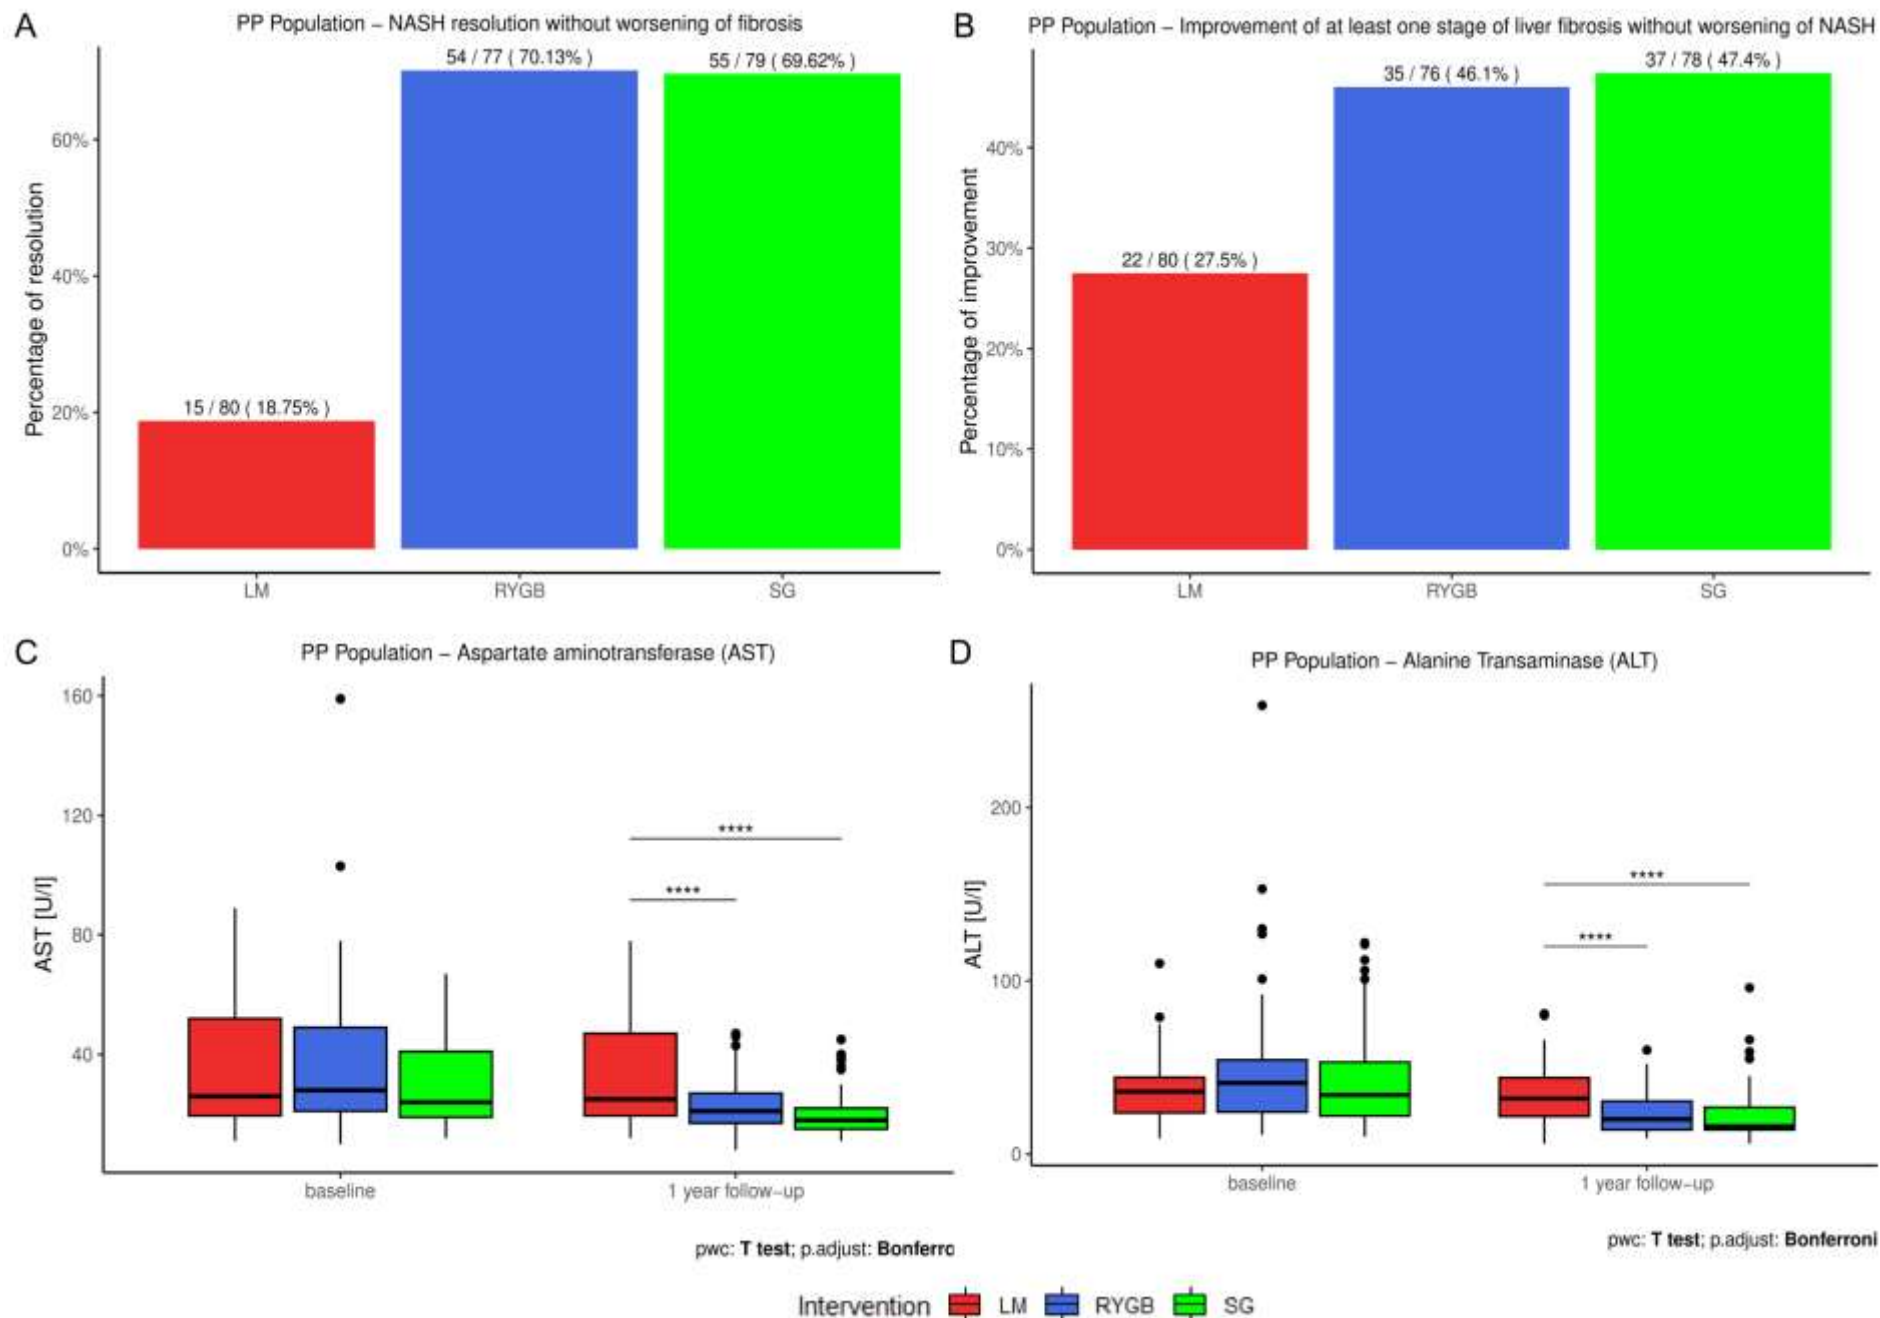 A
PP Population – NASH resolution without worsening of fibrosis
Percentage of resolution
60%
40%
20%
0%
15 / 80 ( 18.75% )
54 / 77 ( 70.13% )
55 / 79 ( 69.62% )
LM
RYGB
SG
B
PP Population – Improvement of at least one stage of liver fibrosis without worsening of NASH
Percentage of improvement
40%
30%
20%
10%
0%
22 / 80 ( 27.5% )
35 / 76 ( 46.1% )
37 / 78 ( 47.4% )
LM
RYGB
SG
C
PP Population – Aspartate aminotransferase (AST)
AST [U/l]
160
120
80
40
****
****
baseline
1 year follow–up
pwc: T test; p.adjust: Bonferro
D
PP Population – Alanine Transaminase (ALT)
ALT [U/l]
200
100
0
****
****
baseline
1 year follow–up
pwc: T test; p.adjust: Bonferroni
Intervention LM RYGB SG